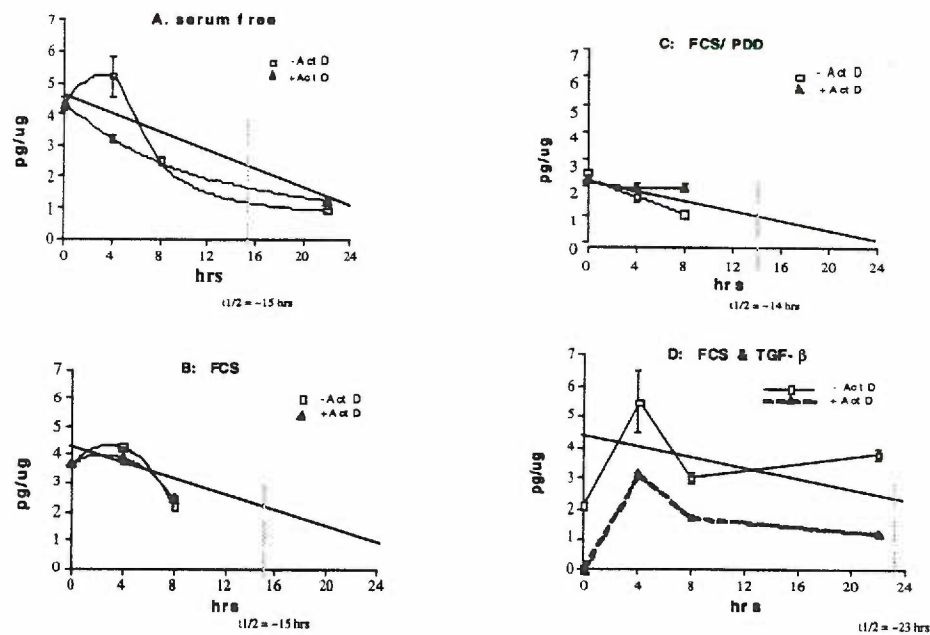 A. serum free
-Act D
+Act D
pg/ug
7
6
5
4
3
2
1
0
0 4 8 12 16 20 24
hrs
t1/2 = ~15 hrs
C: FCS/ PDD
- Act D
+ Act D
pg/ug
7
6
5
4
3
2
1
0
0 4 8 12 16 20 24
hrs
t1/2 = ~14 hrs
B: FCS
-Act D
+Act D
pg/ug
7
6
5
4
3
2
1
0
0 4 8 12 16 20 24
hrs
t1/2 = ~15 hrs
D: FCS & TGF- β
- Act D
+ Act D
pg/ug
7
6
5
4
3
2
1
0
0 4 8 12 16 20 24
hrs
t1/2 = ~23 hrs